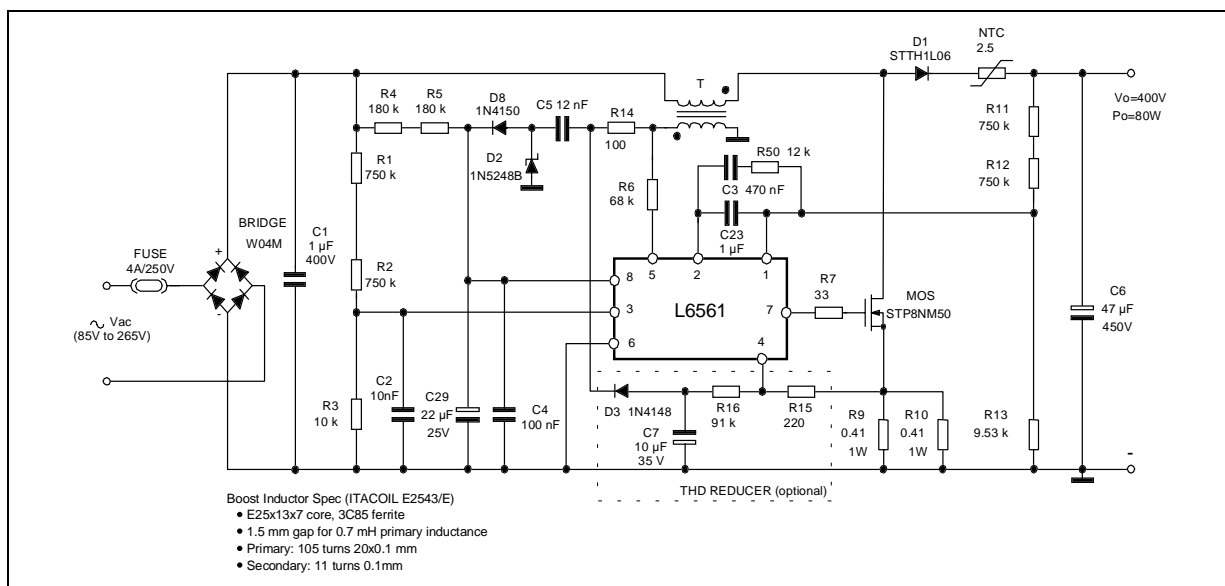 D1
STTH1L06
NTC
2.5
Vo=400V
Po=80W
T
R4
180 k
R5
180 k
D8
1N4150
C5 12 nF
R14
100
D2
1N5248B
R50 12 k
C3 470 nF
C23
1 µF
R11
750 k
R12
750 k
R1
750 k
R6
68 k
BRIDGE
W04M
FUSE
4A/250V
+
-
C1
1 µF
400V
R2
750 k
5
2
1
8
3
6
7
4
L6561
R7
33
MOS
STP8NM50
C6
47 µF
450V
Vac
(85V to 265V)
C2
10nF
C29
22 µF
25V
C4
100 nF
R3
10 k
D3 1N4148
R16
91 k
R15
220
C7
10 µF
35 V
R9
0.41
1W
R10
0.41
1W
R13
9.53 k
-
THD REDUCER (optional)
Boost Inductor Spec (ITACOIL E2543/E)
• E25x13x7 core, 3C85 ferrite
• 1.5 mm gap for 0.7 mH primary inductance
• Primary: 105 turns 20x0.1 mm
• Secondary: 11 turns 0.1mm